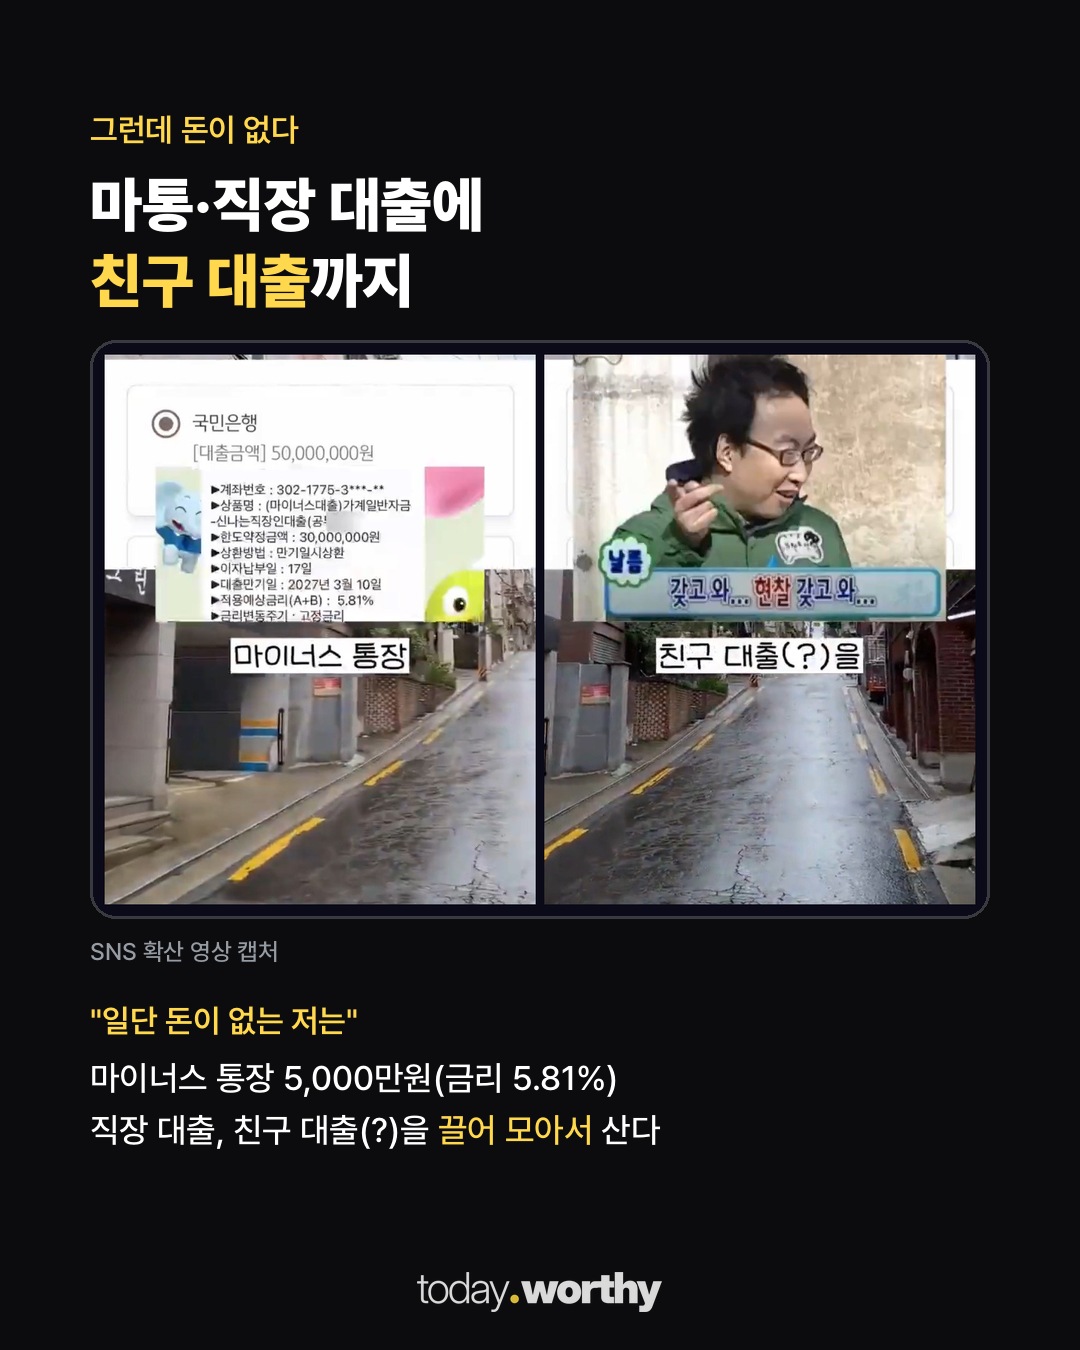 그런데 돈이 없다
마통·직장 대출에
친구 대출까지
국민은행
[대출금액] 50,000,000원
▶계좌번호 : 302-1775-3***-**
▶상품명 : (마이너스대출)가계일반자금
-신나는직장인대출(공!
▶한도약정금액 : 30,000,000원
▶상환방법 : 만기일시상환
▶이자납부일 : 17일
▶대출만기일 : 2027년 3월 10일
▶적용예상금리(A+B) : 5.81%
▶금리변동주기 : 고정금리
마이너스 통장
날름
갖고 와... 현찰 갖고 와...
친구 대출(?)을
SNS 확산 영상 캡처
"일단 돈이 없는 저는"
마이너스 통장 5,000만원(금리 5.81%)
직장 대출, 친구 대출(?)을 끌어 모아서 산다
today.worthy